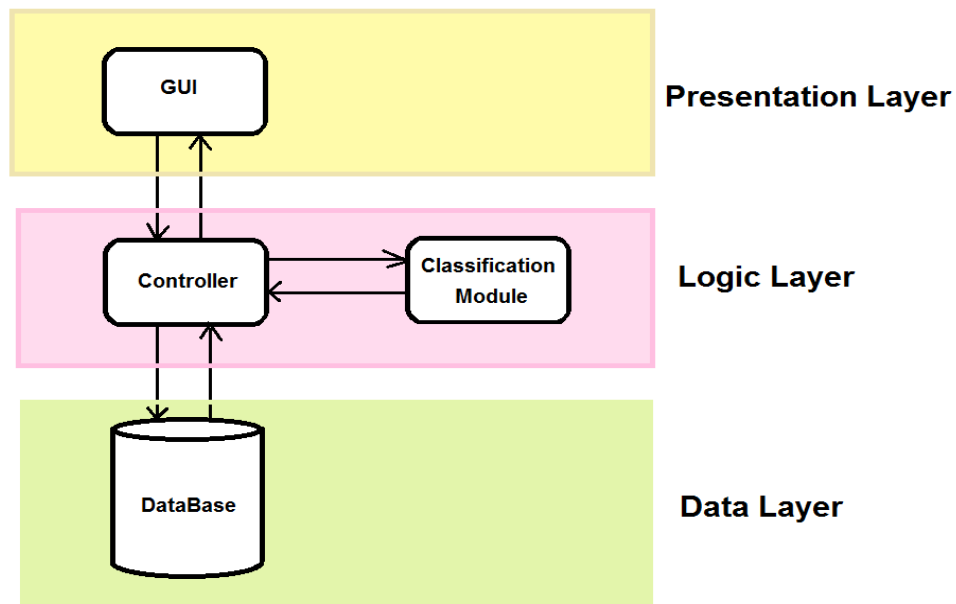 GUI
Presentation Layer
Controller
Classification
Module
Logic Layer
DataBase
Data Layer